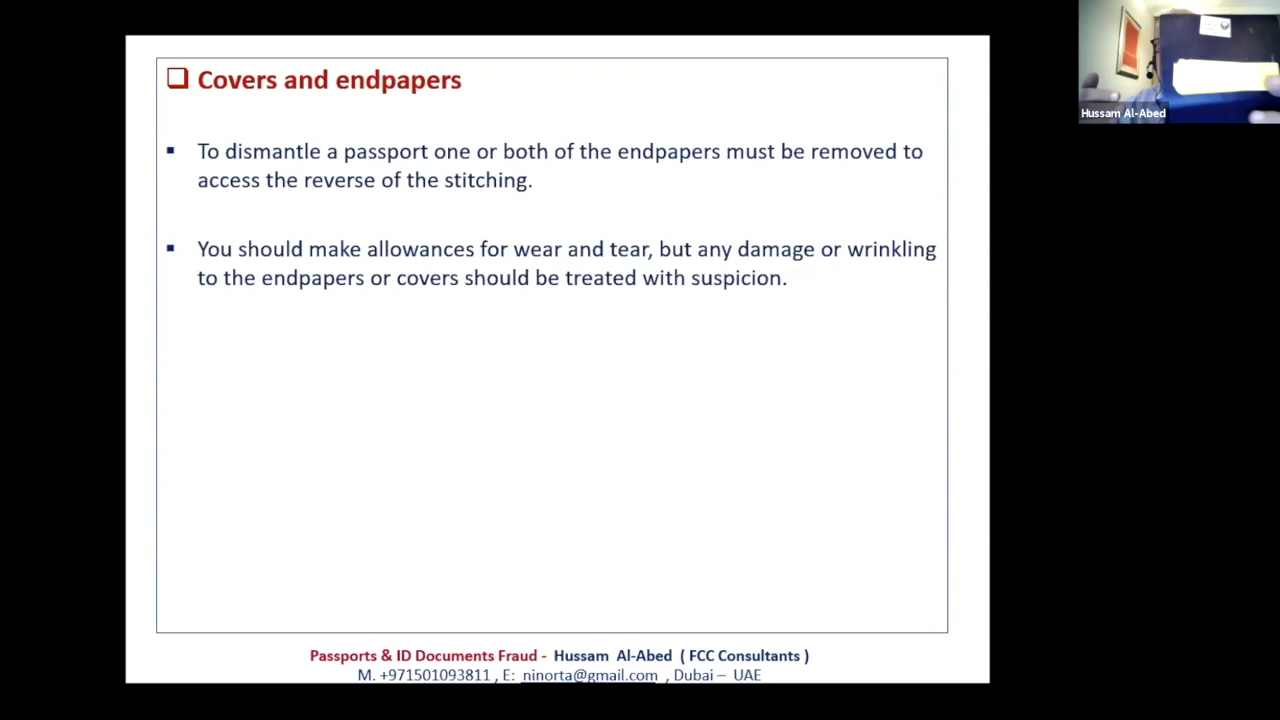 Covers and endpapers
To dismantle a passport one or both of the endpapers must be removed to
access the reverse of the stitching.
You should make allowances for wear and tear, but any damage or wrinkling
to the endpapers or covers should be treated with suspicion.
Passports & ID Documents Fraud - Hussam Al-Abed ( FCC Consultants )
M. +971501093811 , E: ninorta@gmail.com , Dubai – UAE
Hussam Al-Abed